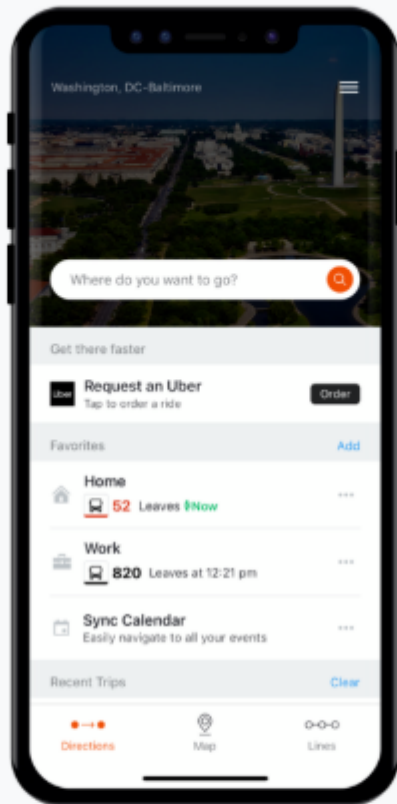 Washington, DC-Baltimore
Where do you want to go?
Get there faster
Uber
Request an Uber
Tap to order a ride
Order
Favorites
Add
Home
52 Leaves Now
Work
820 Leaves at 12:21 pm
Sync Calendar
Easily navigate to all your events
Recent Trips
Clear
Directions
Map
Lines